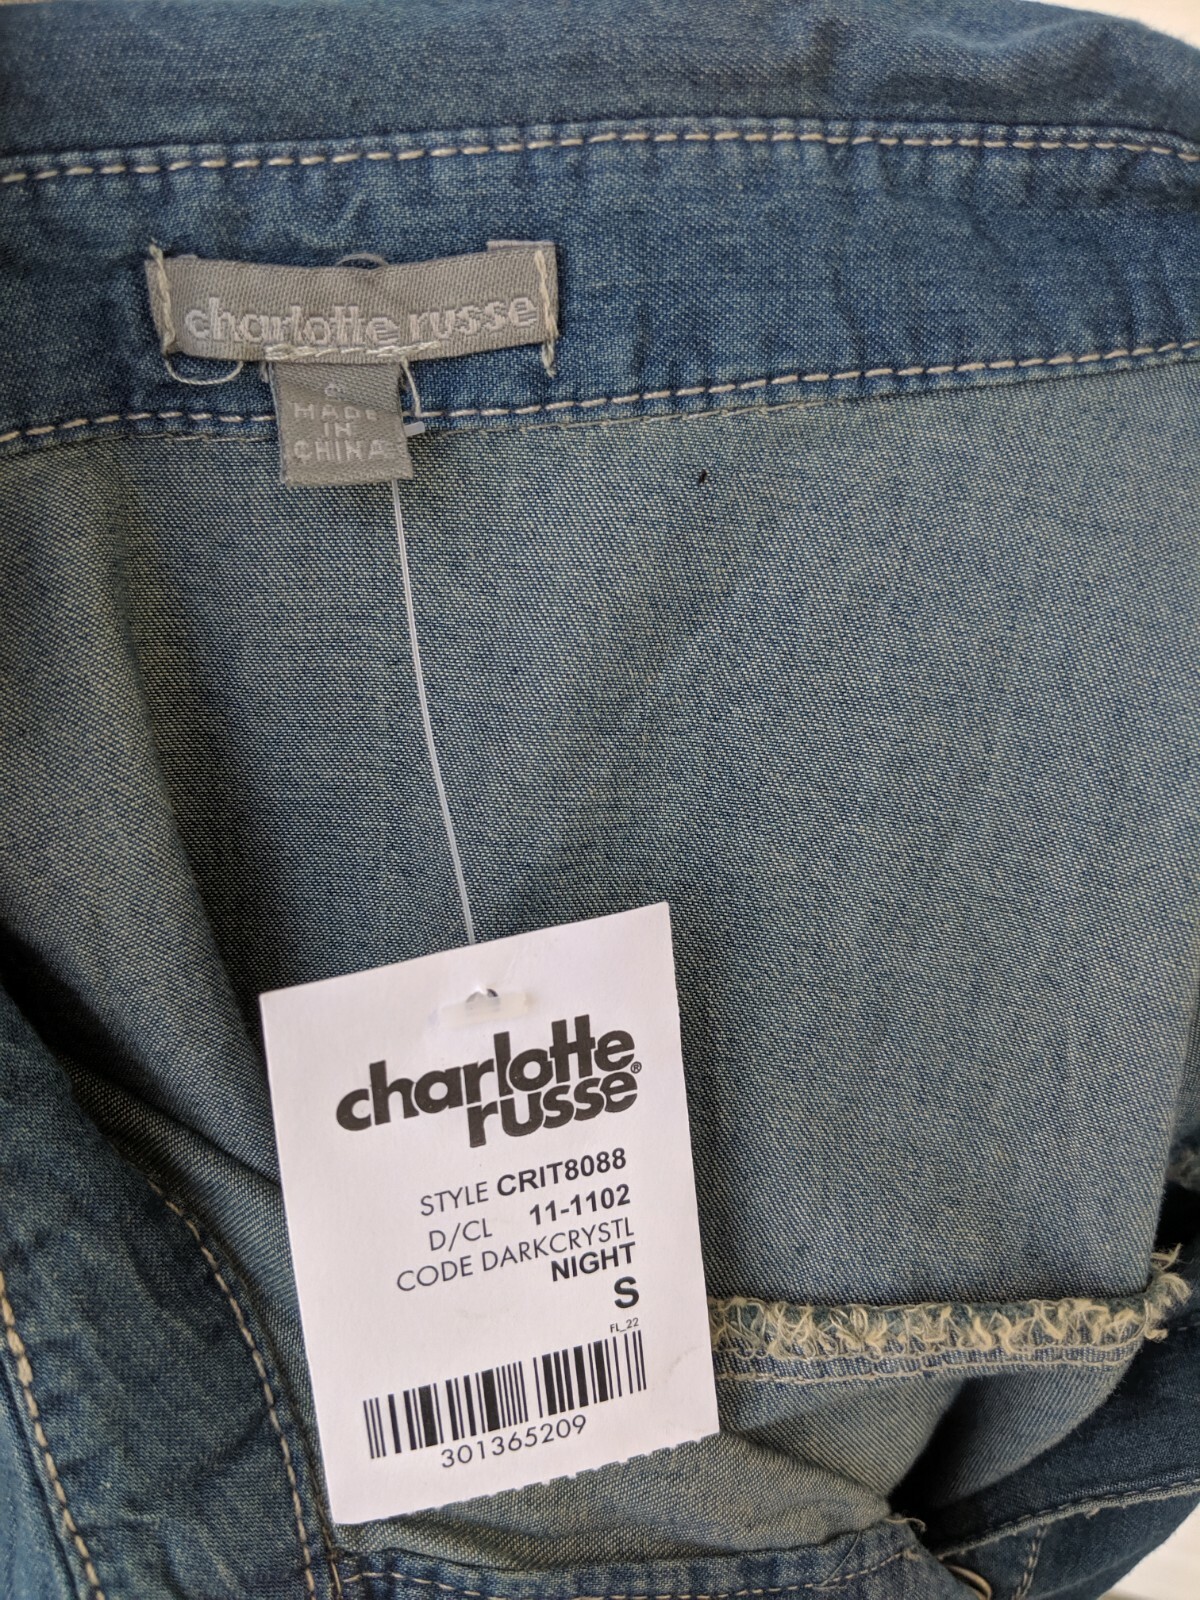 charlotte russe
S
MADE
IN
CHINA
charlotte
russe®
STYLE CRIT8088
D/CL 11-1102
CODE DARKCRYSTL
NIGHT
S
FL_22
301365209